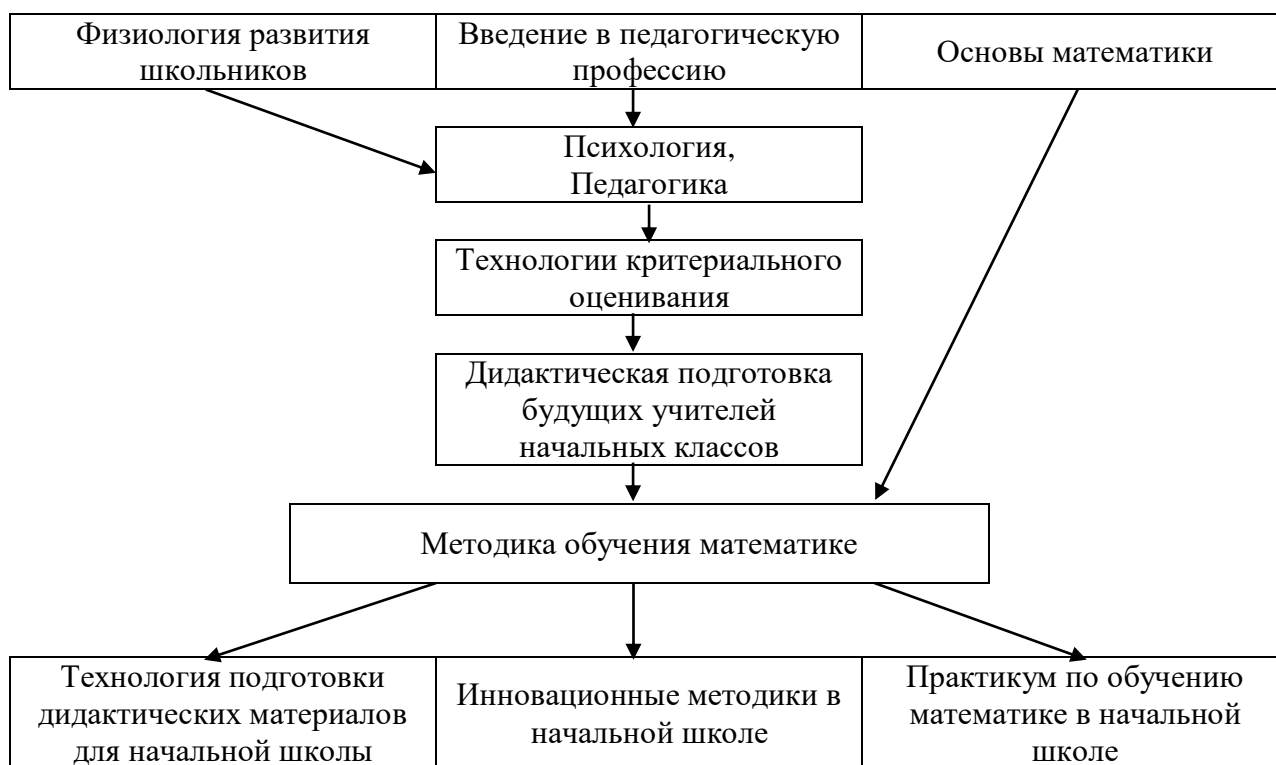 Физиология развития
школьников
Введение в педагогическую
профессию
Основы математики
Психология,
Педагогика
Технологии критериального
оценивания
Дидактическая подготовка
будущих учителей
начальных классов
Методика обучения математике
Технология подготовки
дидактических материалов
для начальной школы
Инновационные методики в
начальной школе
Практикум по обучению
математике в начальной
школе